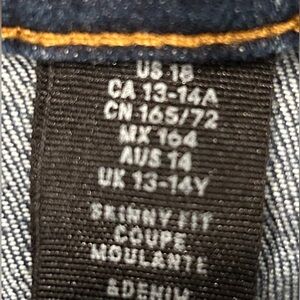 US 18
CA 13-14A
CN 165/72
MX 164
AUS 14
UK 13-14Y
SKINNY FIT
COUPE
MOULANTE
&DENIM